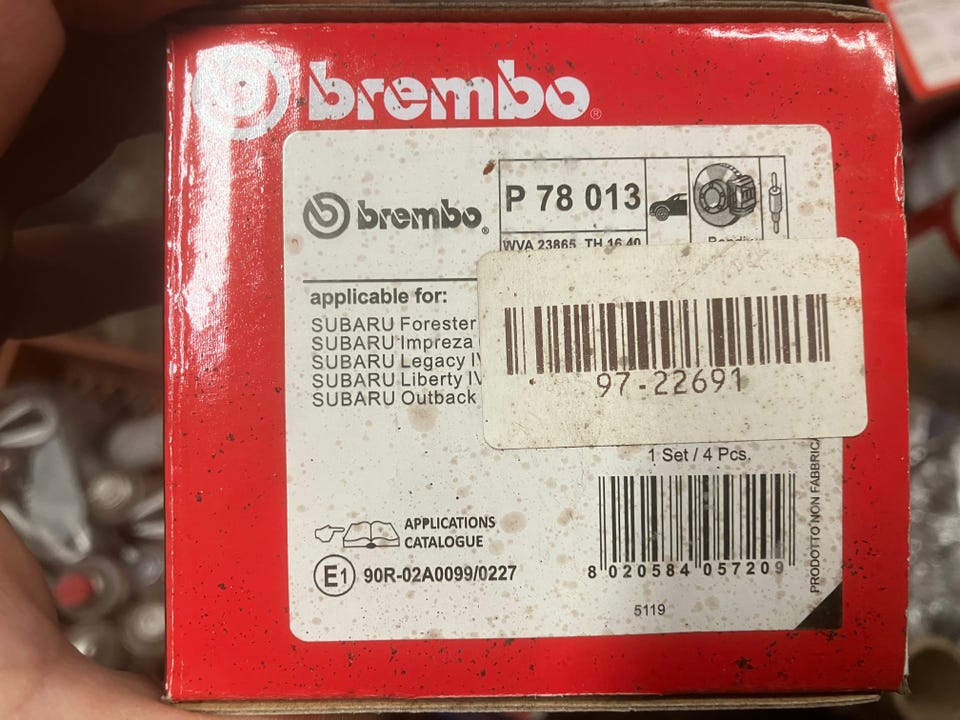 brembo®
brembo®
P 78 013
WVA 23865 TH 16.40
applicable for:
SUBARU Forester
SUBARU Impreza
SUBARU Legacy IV
SUBARU Liberty IV
SUBARU Outback
97-22691
1 Set / 4 Pcs.
APPLICATIONS
CATALOGUE
E1 90R-02A0099/0227
8 020584 057209
5119
PRODOTTO NON